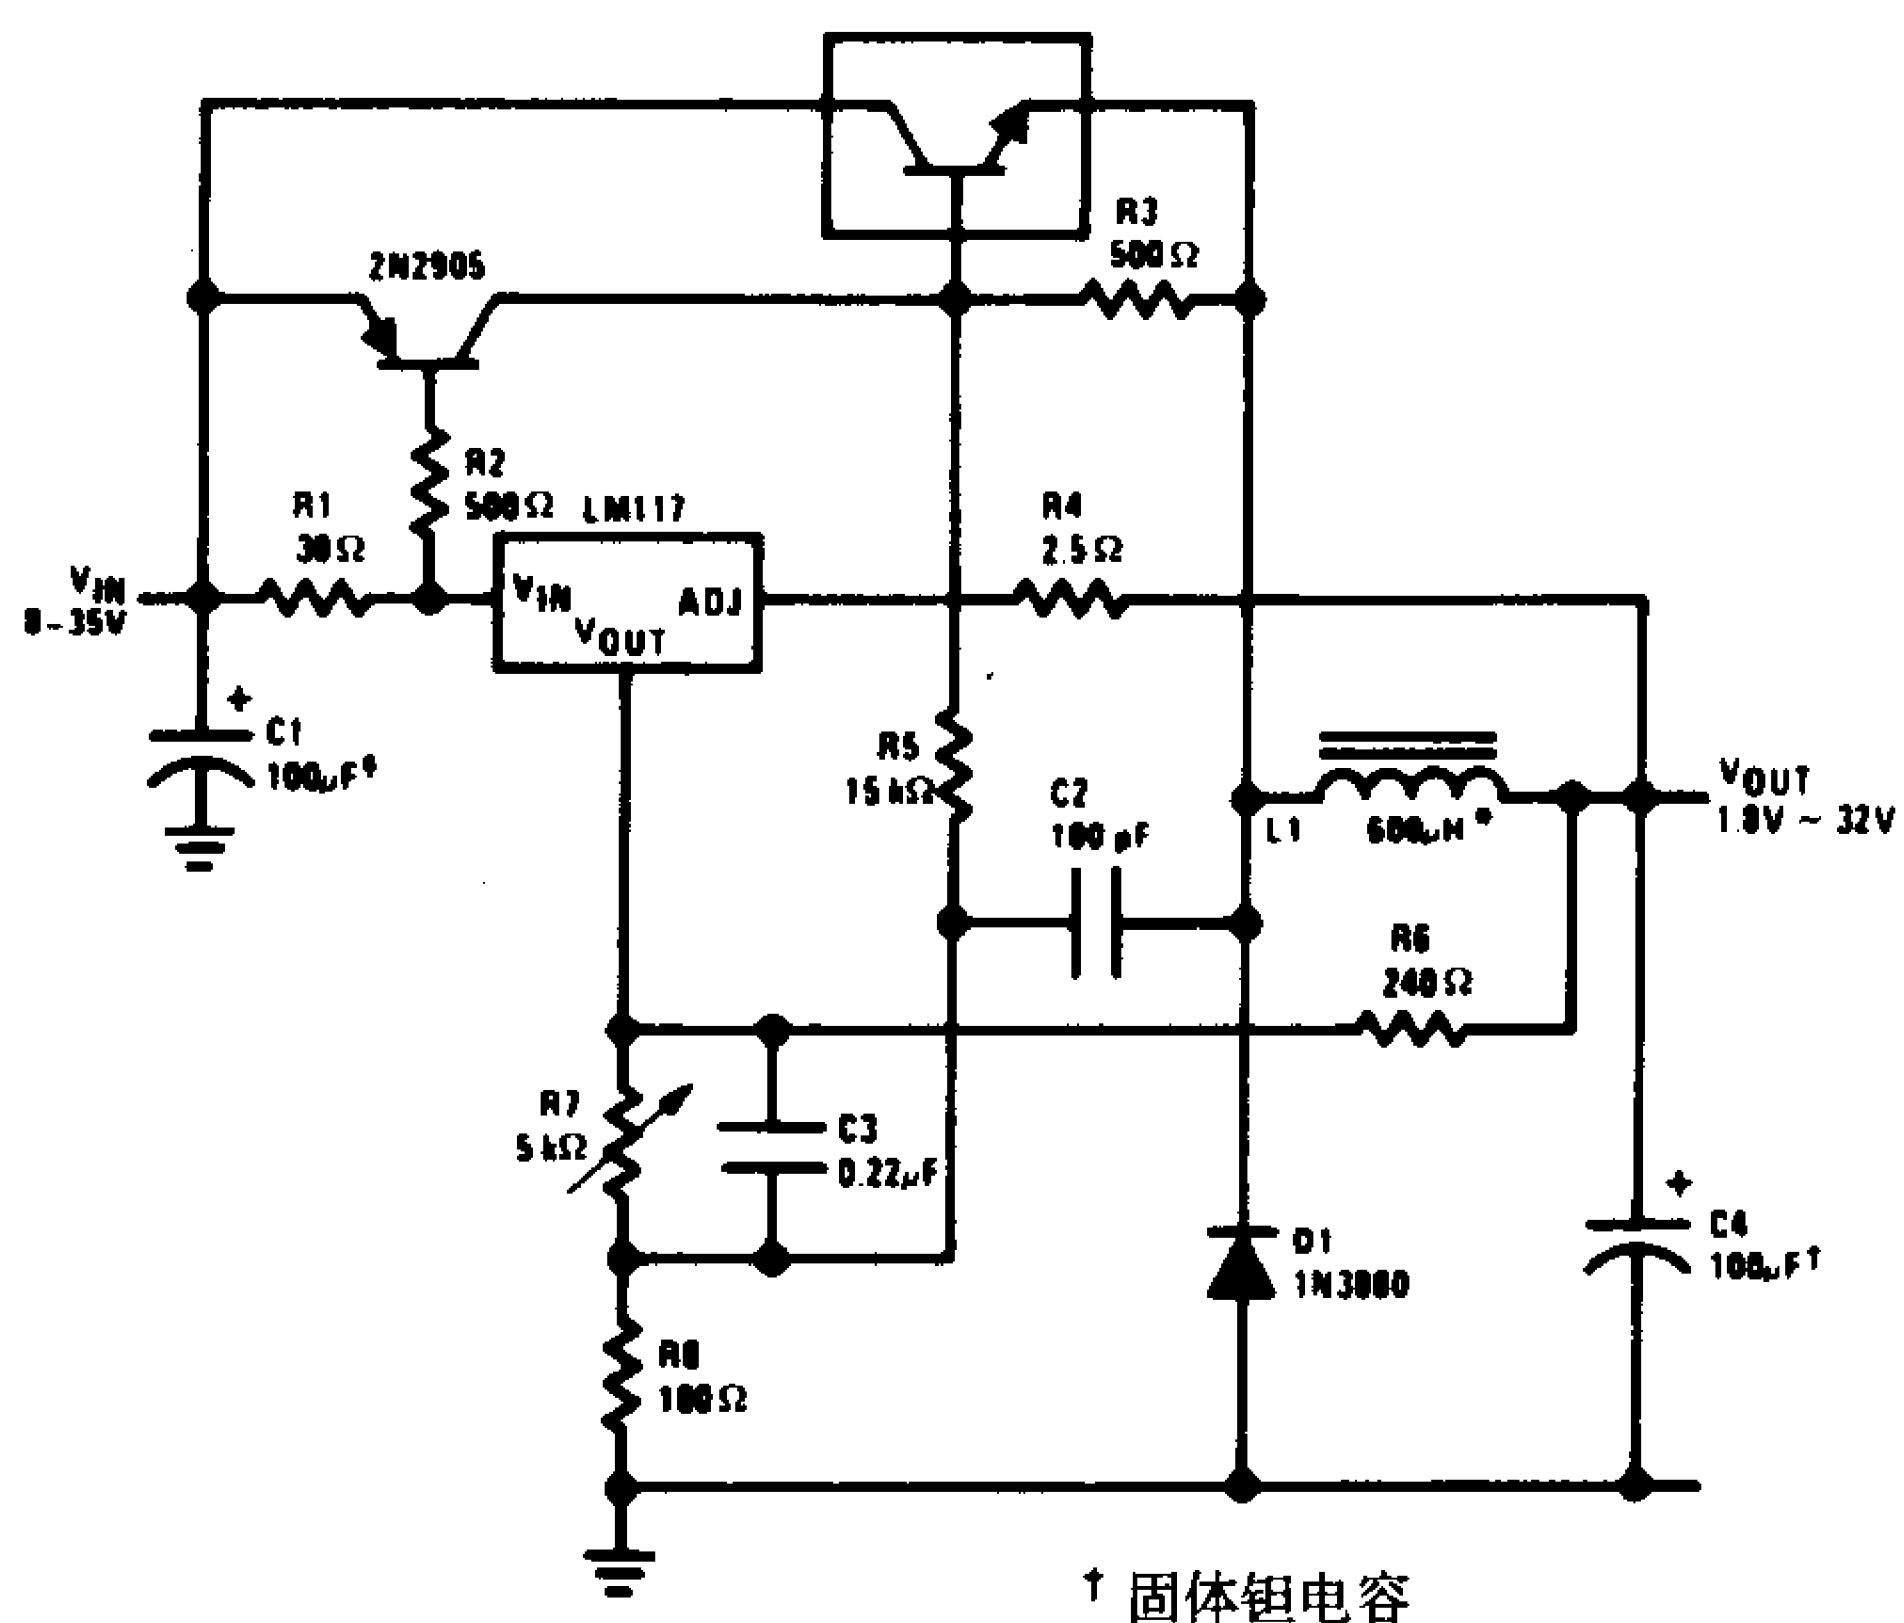 R3
500Ω
2N2905
R2
500Ω
LM117
R1
30Ω
R4
2.5Ω
VIN
8-35V
VIN
ADJ
VOUT
+
C1
100μF*
R5
15kΩ
C2
100pF
L1
600μH*
VOUT
1.8V ~ 32V
R6
240Ω
R7
5kΩ
C3
0.22μF
D1
1N3880
+
C4
100μF†
R8
100Ω
† 固体钽电容